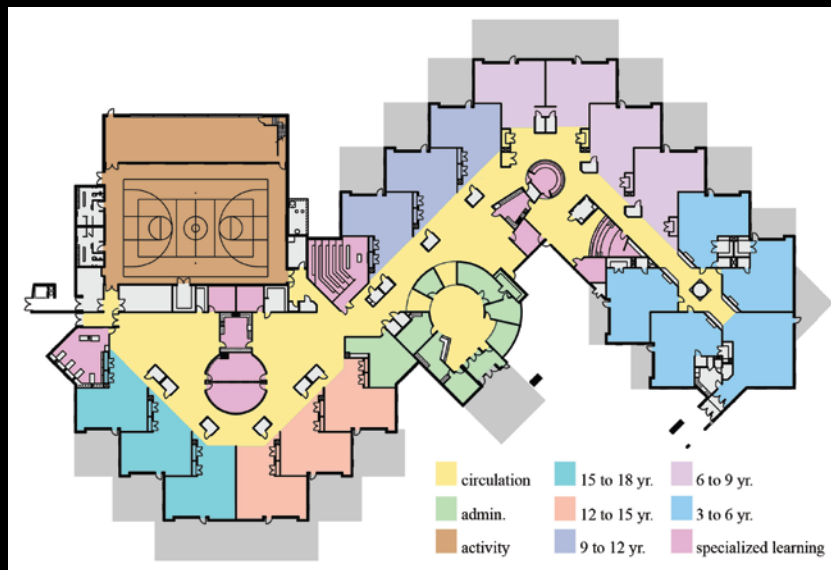 circulation
15 to 18 yr.
6 to 9 yr.
admin.
12 to 15 yr.
3 to 6 yr.
activity
9 to 12 yr.
specialized learning